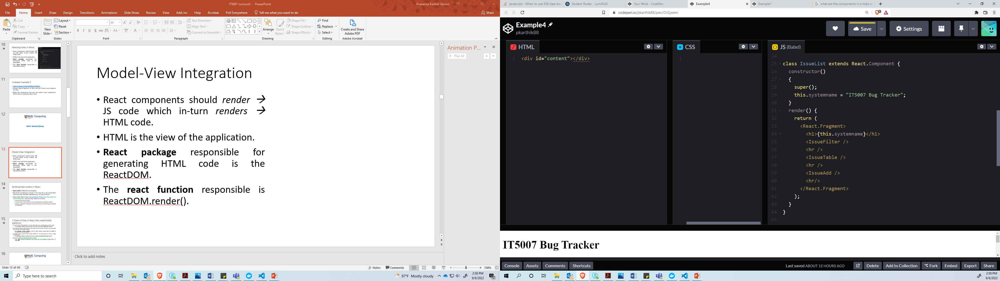 IT5007-Lecture5 - PowerPoint
Prasanna Karthik Vairam
File Home Insert Draw Design Transitions Animations Slide Show Review View Add-ins Help Acrobat Poll Everywhere Tell me what you want to do Share
Paste
Cut
Copy
Format Painter
Clipboard
New
Slide
Layout
Reset
Section
Slides
44
Font
Text Direction
Align Text
Convert to SmartArt
Paragraph
Arrange
Quick
Styles
Shape Fill
Shape Outline
Shape Effects
Drawing
Find
Replace
Select
Editing
Create and Share
Adobe PDF
Adobe Acrobat
10
Realizing views in React
11
Codepen Example 3
12
NUS Computing
MVC: Model (Data)
13
Model-View Integration
14
Building Data models in React
15
3 Types of Data in React (Any web/mobile
platform)
16
NUS Computing
Model-View Integration
• React components should render →
JS code which in-turn renders →
HTML code.
• HTML is the view of the application.
• React package responsible for
generating HTML code is the
ReactDOM.
• The react function responsible is
ReactDOM.render().
Animation P...
Play All
Click to add notes
Slide 13 of 46
Notes
Comments
108%
Type here to search
87°F Mostly cloudy
2:58 PM
9/8/2022
javascript - When to use ES6 class ba
Student Roster - LumiNUS
Your Work - CodePen
Example4
Example1
what are the components in a todo a
codepen.io/pkarthik88/pen/OJZyeem
Example4
pkarthik88
Save
Settings
HTML
1 <div id="content"></div>
CSS
1
JS (Babel)
24
25 class IssueList extends React.Component {
26 constructor()
27 {
28 super();
29 this.systemname = "IT5007 Bug Tracker";
30 }
31 render() {
32 return (
33 <React.Fragment>
34 <h1>{this.systemname}</h1>
35 <IssueFilter />
36 <hr />
37 <IssueTable />
38 <hr />
39 <IssueAdd />
40 <hr/>
41 </React.Fragment>
42 );
43 }
44 }
45
IT5007 Bug Tracker
Console Assets Comments Shortcuts
Last saved ABOUT 12 HOURS AGO
Delete Add to Collection Fork Embed Export Share
2:58 PM
9/8/2022